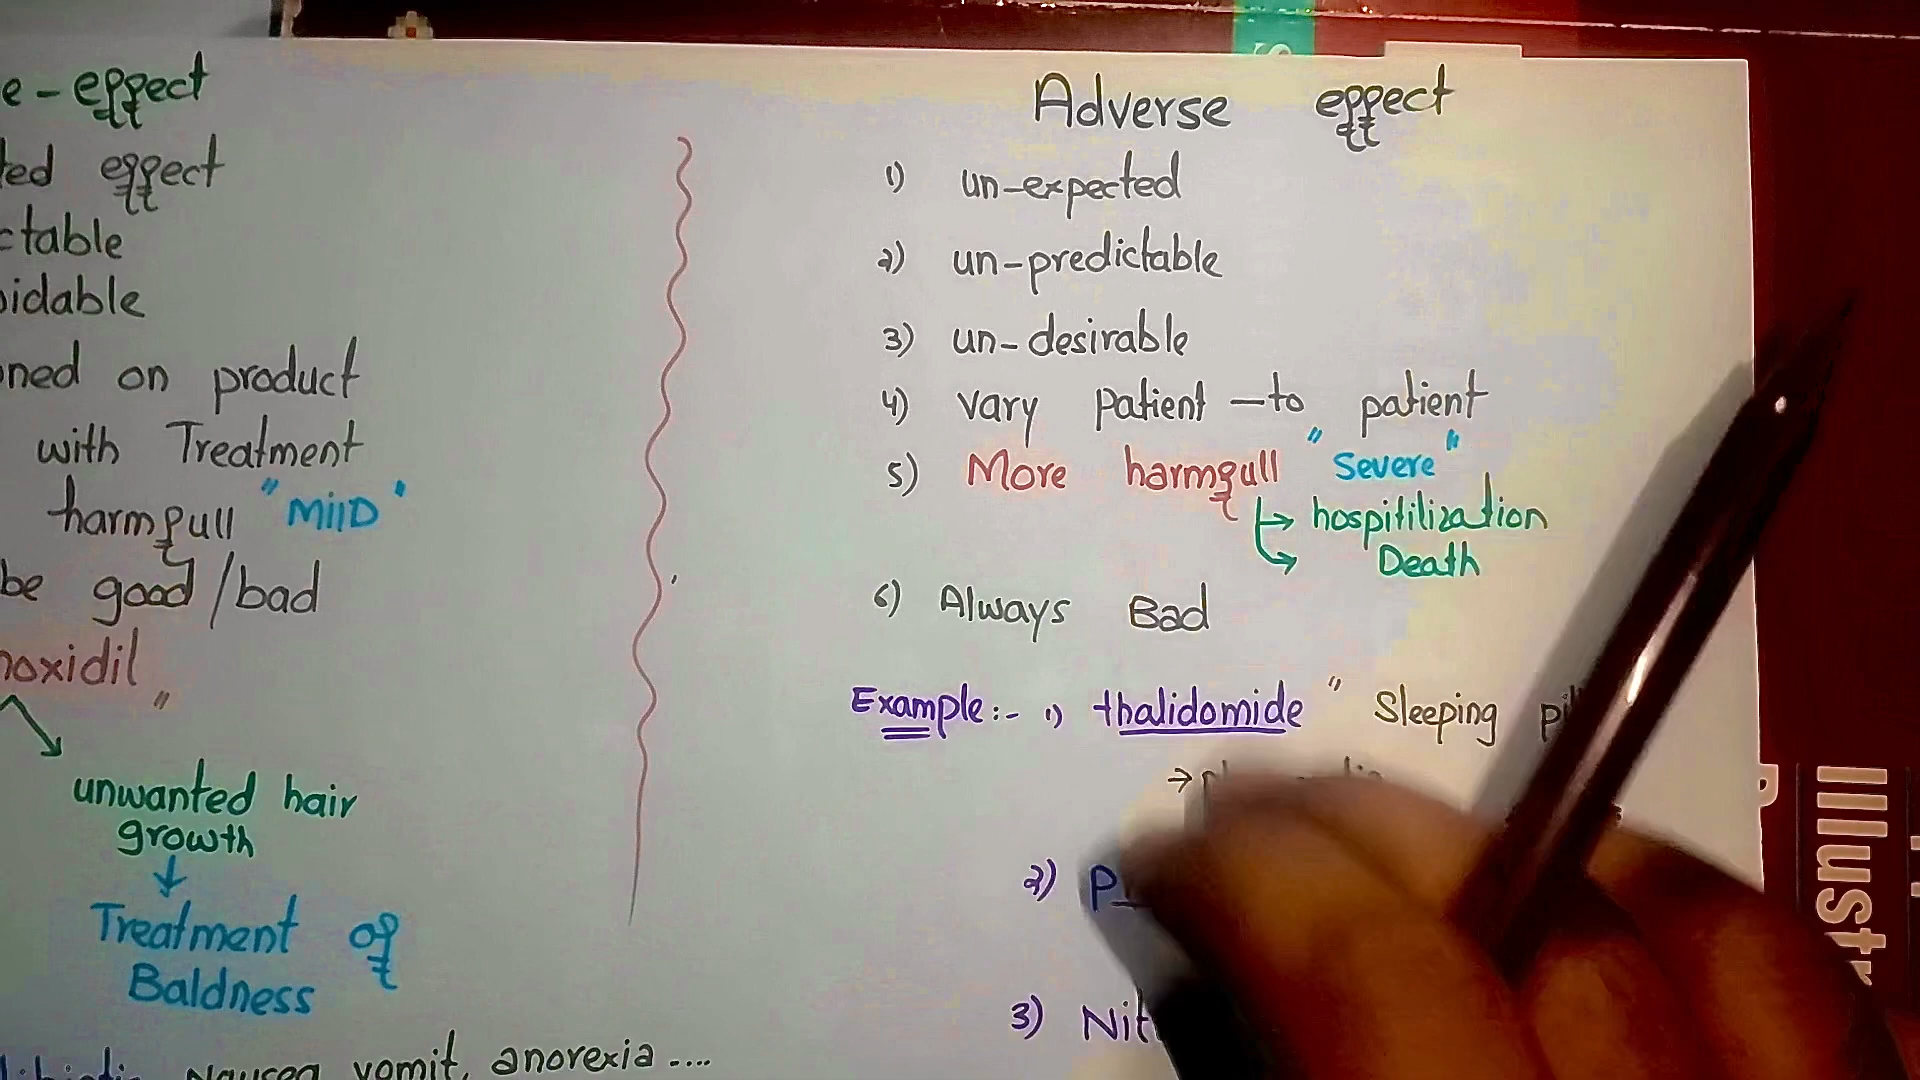 e - effect
ted effect
ctable
oidable
ned on product
with Treatment
harmfull "MilD"
be good/bad
noxidil "
unwanted hair
growth
Treatment of
Baldness
Nausea vomit, anorexia ....
Adverse effect
1) un-expected
2) un-predictable
3) un-desirable
4) vary patient - to patient
5) More harmfull "Severe"
hospitilization
Death
6) Always Bad
Example:- 1) thalidomide " Sleeping
2)
3) Nit
Illustr